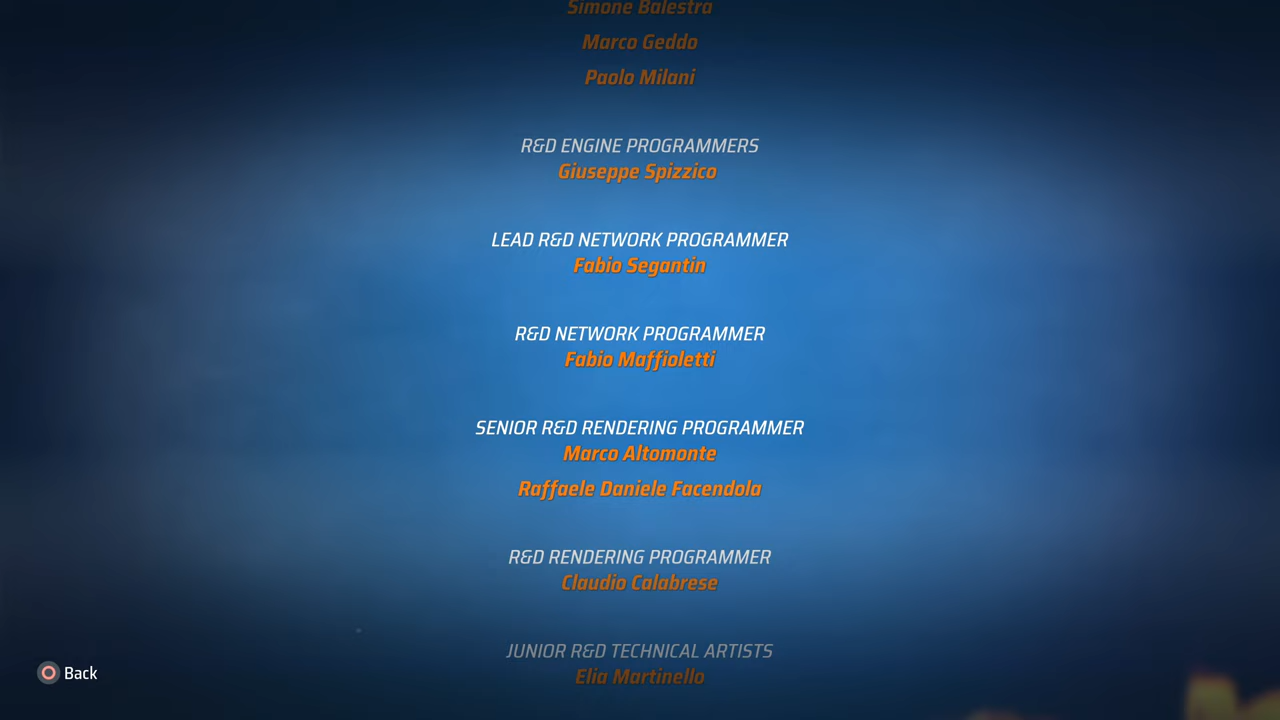 Simone Balestra
Marco Geddo
Paolo Milani
R&D ENGINE PROGRAMMERS
Giuseppe Spizzico
LEAD R&D NETWORK PROGRAMMER
Fabio Segantin
R&D NETWORK PROGRAMMER
Fabio Maffioletti
SENIOR R&D RENDERING PROGRAMMER
Marco Altomonte
Raffaele Daniele Facendola
R&D RENDERING PROGRAMMER
Claudio Calabrese
JUNIOR R&D TECHNICAL ARTISTS
Back
Elia Martinello